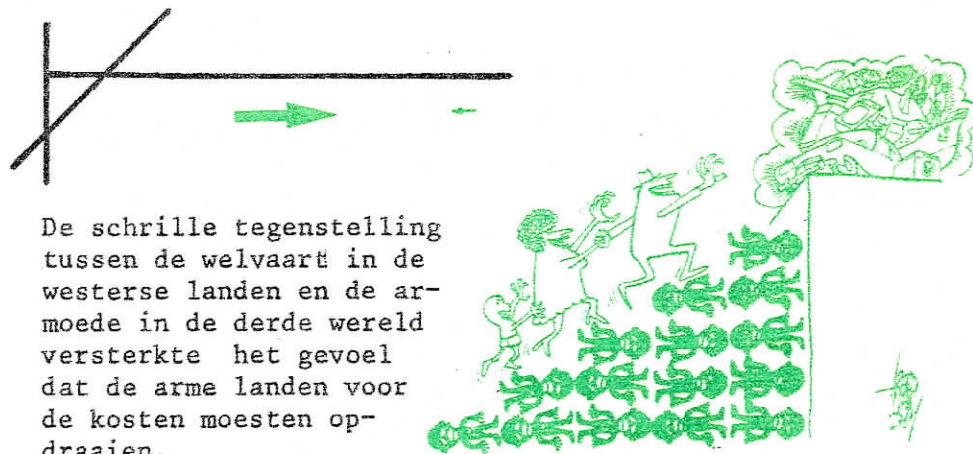 De schrille tegenstelling
tussen de welvaart in de
westerse landen en de ar-
moede in de derde wereld
versterkte het gevoel
dat de arme landen voor
de kosten moesten op-
draaien.